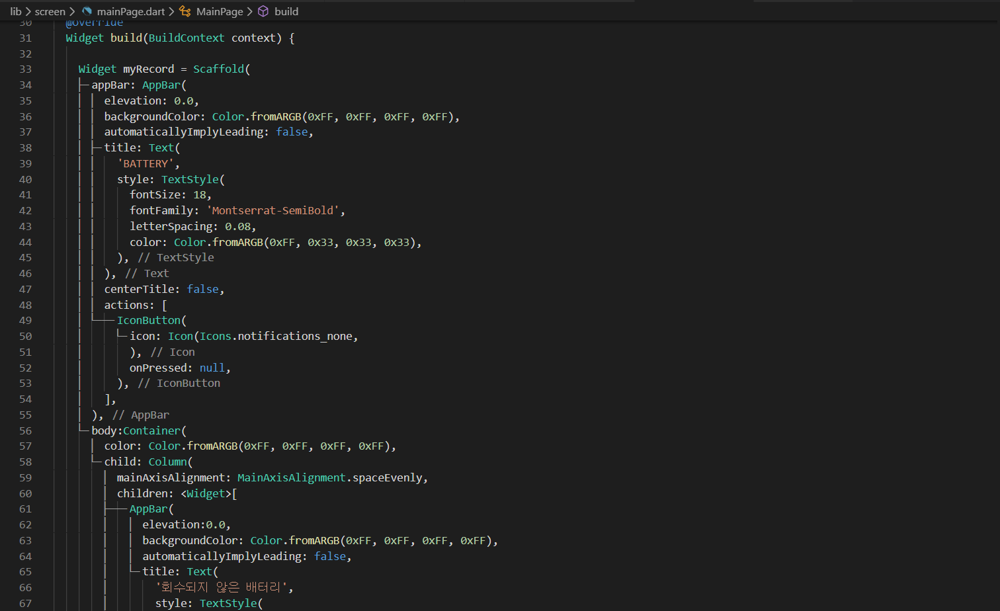 lib > screen > mainPage.dart > MainPage > build
30 @override
31 Widget build(BuildContext context) {
32
33 Widget myRecord = Scaffold(
34 appBar: AppBar(
35 elevation: 0.0,
36 backgroundColor: Color.fromARGB(0xFF, 0xFF, 0xFF, 0xFF),
37 automaticallyImplyLeading: false,
38 title: Text(
39 'BATTERY',
40 style: TextStyle(
41 fontSize: 18,
42 fontFamily: 'Montserrat-SemiBold',
43 letterSpacing: 0.08,
44 color: Color.fromARGB(0xFF, 0x33, 0x33, 0x33),
45 ), // TextStyle
46 ), // Text
47 centerTitle: false,
48 actions: [
49 IconButton(
50 icon: Icon(Icons.notifications_none,
51 ), // Icon
52 onPressed: null,
53 ), // IconButton
54 ],
55 ), // AppBar
56 body:Container(
57 color: Color.fromARGB(0xFF, 0xFF, 0xFF, 0xFF),
58 child: Column(
59 mainAxisAlignment: MainAxisAlignment.spaceEvenly,
60 children: <Widget>[
61 AppBar(
62 elevation:0.0,
63 backgroundColor: Color.fromARGB(0xFF, 0xFF, 0xFF, 0xFF),
64 automaticallyImplyLeading: false,
65 title: Text(
66 '회수되지 않은 배터리',
67 style: TextStyle(